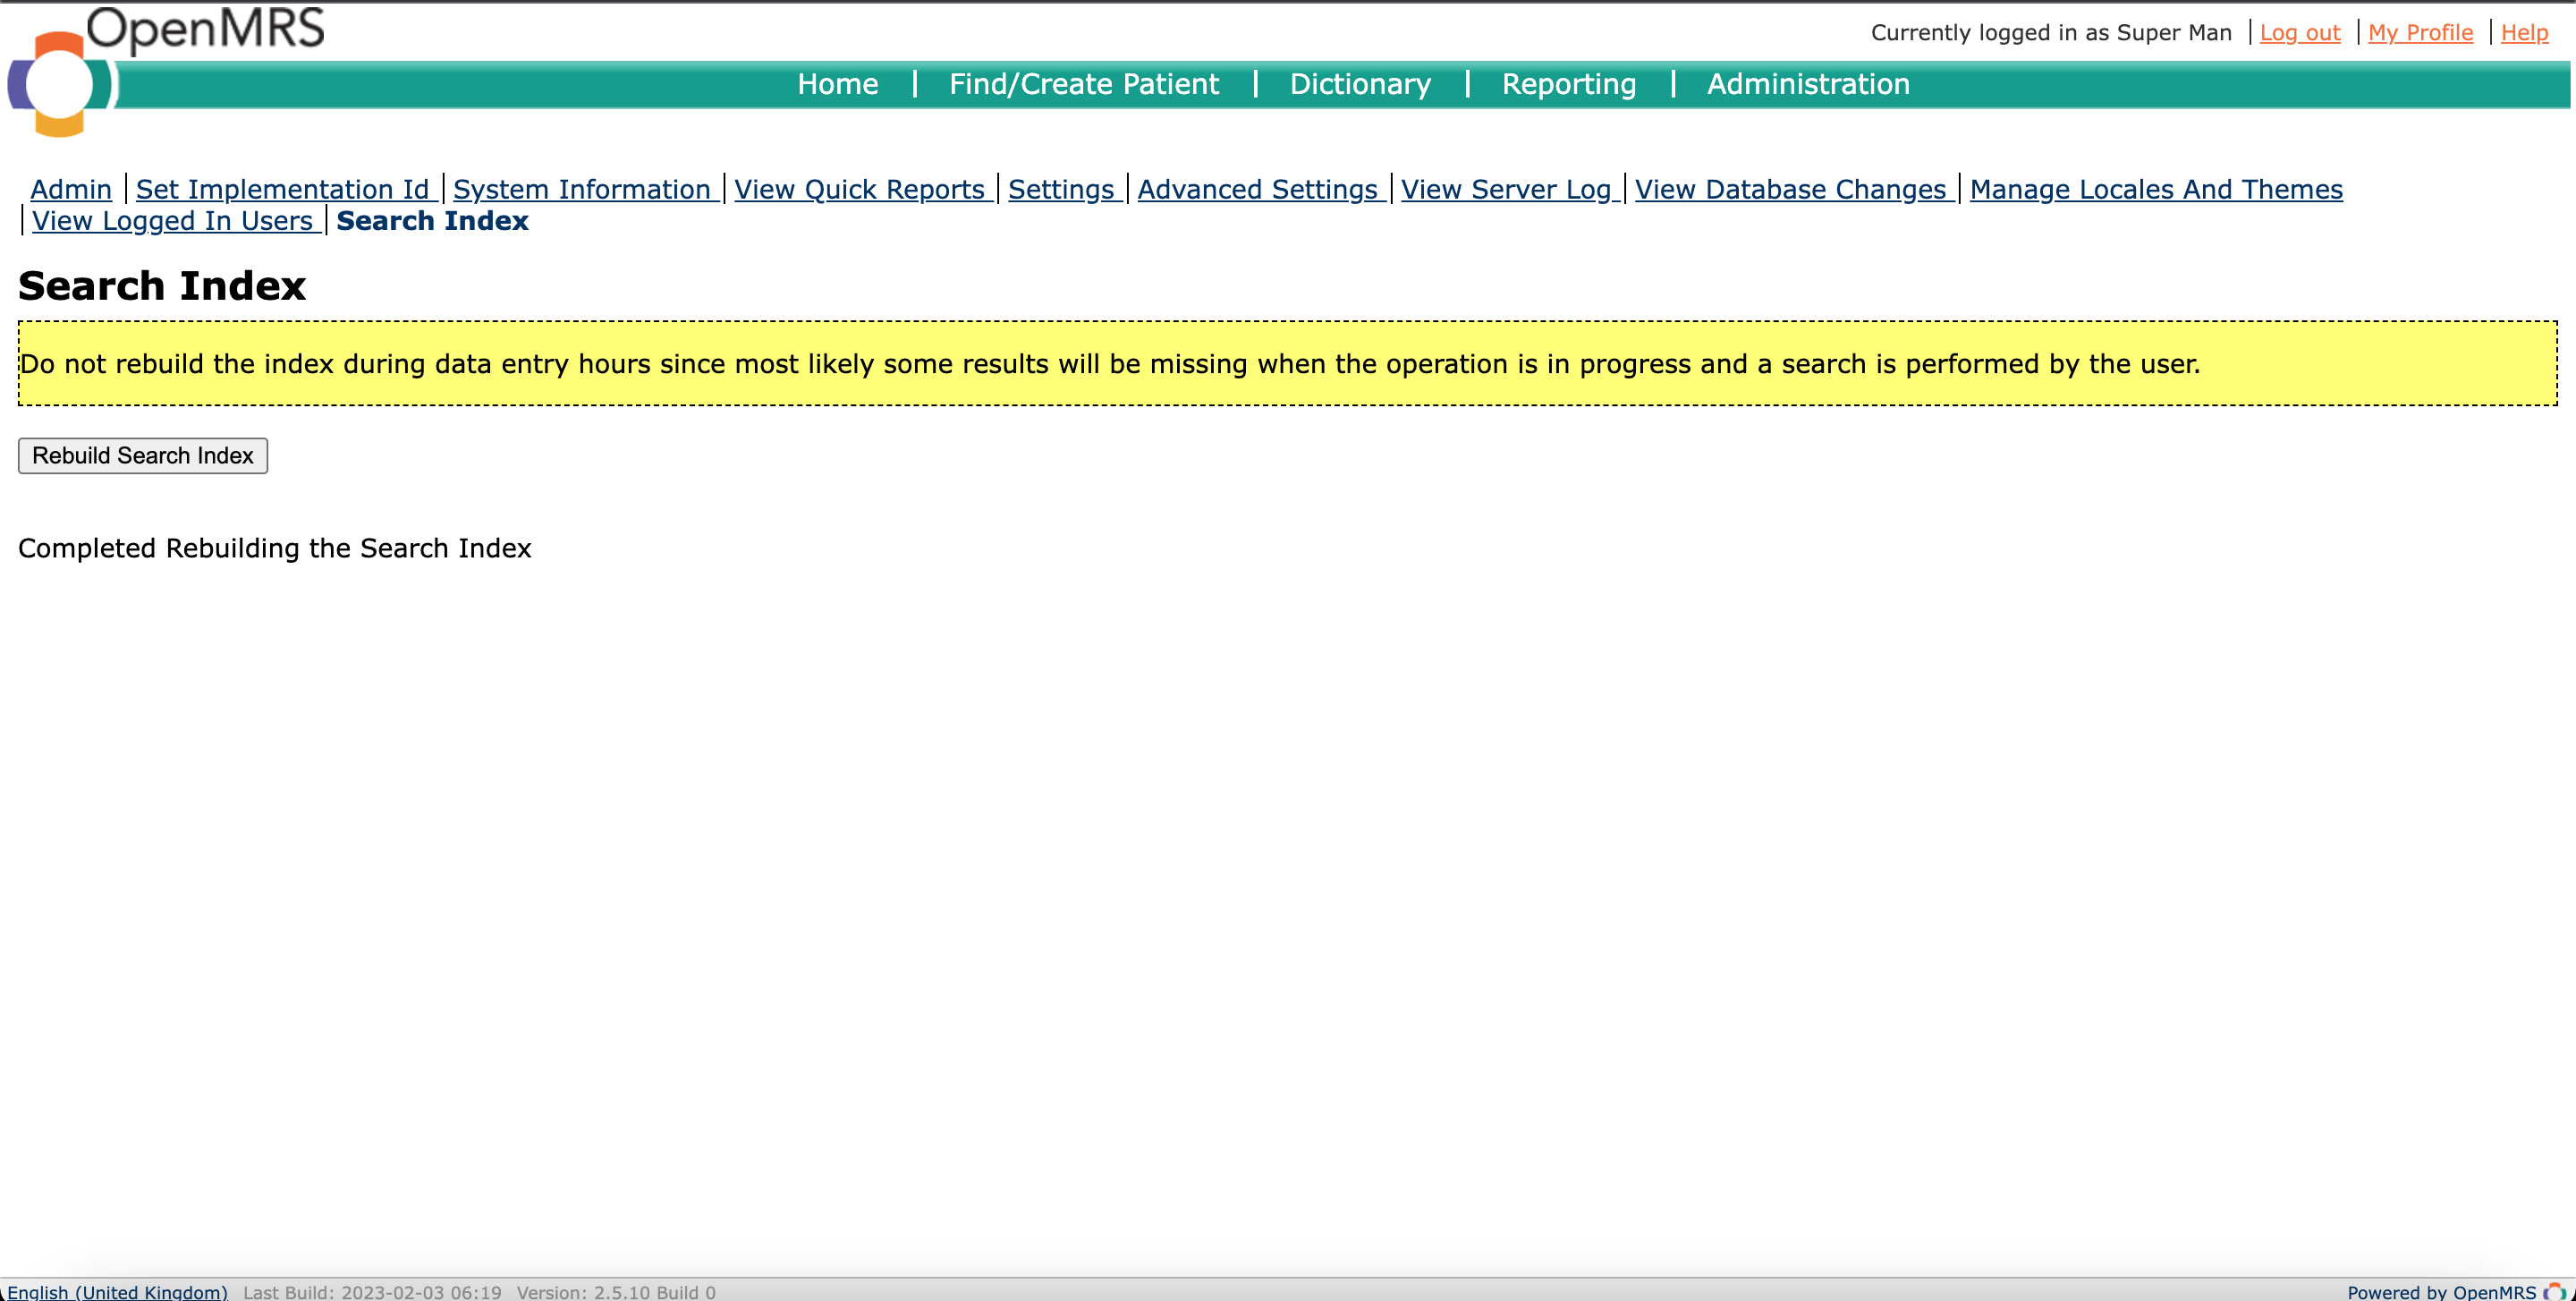 OpenMRS
Currently logged in as Super Man | Log out | My Profile | Help
Home | Find/Create Patient | Dictionary | Reporting | Administration
Admin | Set Implementation Id | System Information | View Quick Reports | Settings | Advanced Settings | View Server Log | View Database Changes | Manage Locales And Themes
| View Logged In Users | Search Index
Search Index
Do not rebuild the index during data entry hours since most likely some results will be missing when the operation is in progress and a search is performed by the user.
Rebuild Search Index
Completed Rebuilding the Search Index
English (United Kingdom) Last Build: 2023-02-03 06:19 Version: 2.5.10 Build 0
Powered by OpenMRS